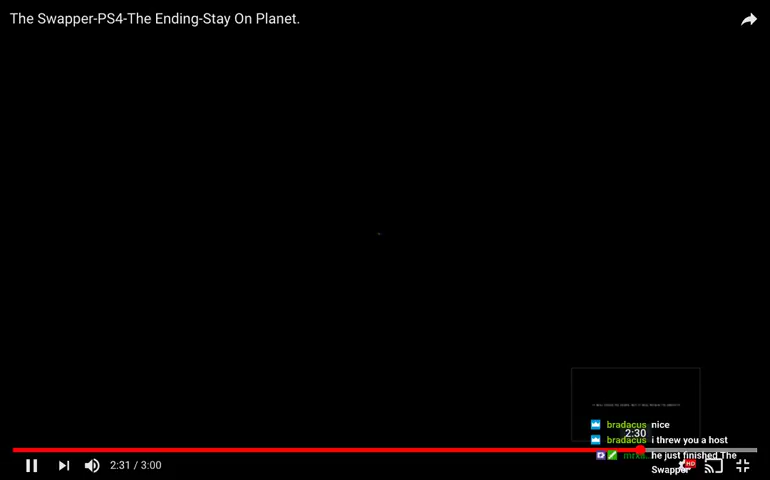 The Swapper-PS4-The Ending-Stay On Planet.
bradacus nice
2:30
bradacus i threw you a host
he just finished The
Swapper
HD
2:31 / 3:00